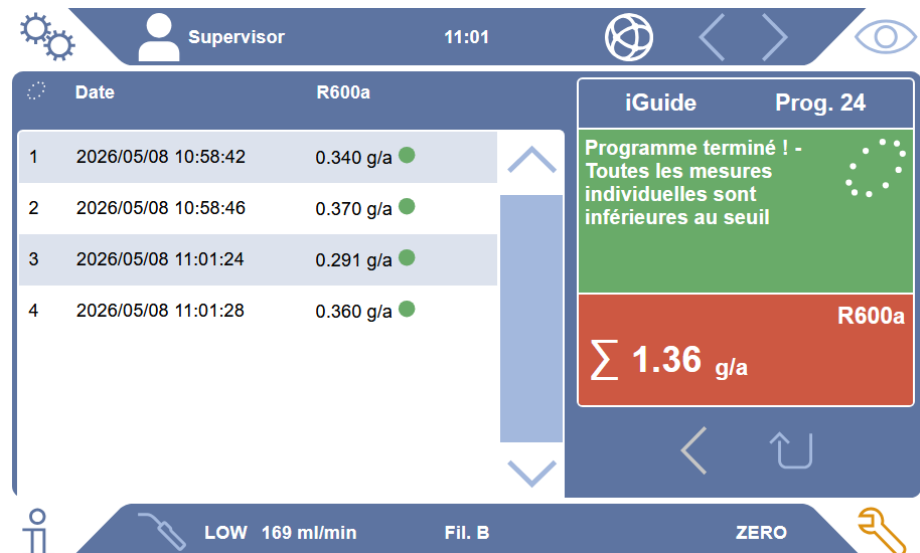 Supervisor 11:01
Date R600a
1 2026/05/08 10:58:42 0.340 g/a
2 2026/05/08 10:58:46 0.370 g/a
3 2026/05/08 11:01:24 0.291 g/a
4 2026/05/08 11:01:28 0.360 g/a
iGuide Prog. 24
Programme terminé ! -
Toutes les mesures
individuelles sont
inférieures au seuil
R600a
∑ 1.36 g/a
LOW 169 ml/min Fil. B ZERO